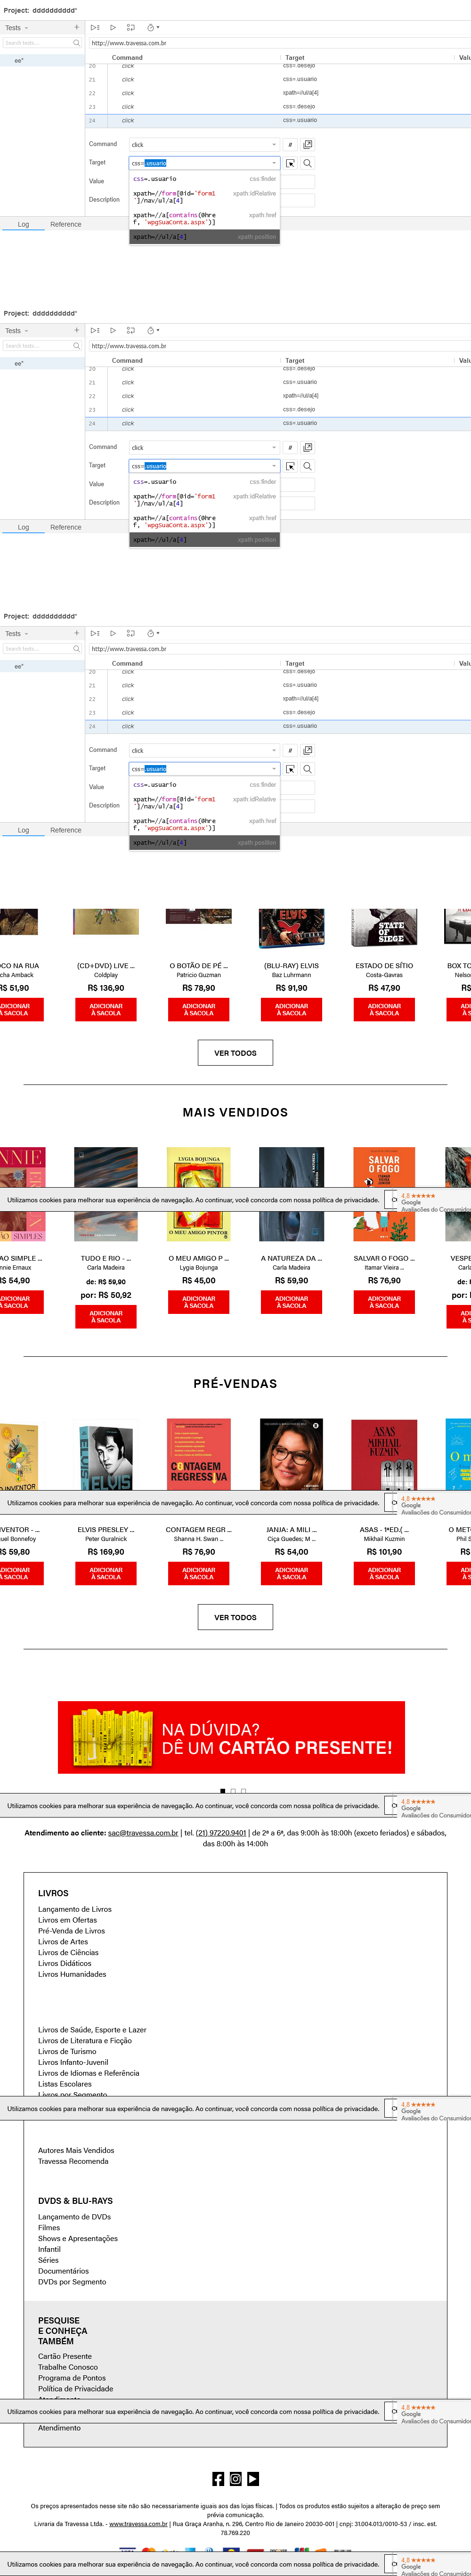 Project: dddddddddd*
Tests
Search tests...
ee*
http://www.travessa.com.br
Command Target Valu
20 click css=.desejo
21 click css=.usuario
22 click xpath=//ul/a[4]
23 click css=.desejo
24 click css=.usuario
Command click
Target css=.usuario
Value
Description
css=.usuario css:finder
xpath=//form[@id='form1 xpath:idRelative
']/nav/ul/a[4]
xpath=//a[contains(@hre xpath:href
f, 'wpgSuaConta.aspx')]
xpath=//ul/a[4] xpath:position
Log Reference
Project: dddddddddd*
Tests
Search tests...
ee*
http://www.travessa.com.br
Command Target Valu
20 click css=.desejo
21 click css=.usuario
22 click xpath=//ul/a[4]
23 click css=.desejo
24 click css=.usuario
Command click
Target css=.usuario
Value
Description
css=.usuario css:finder
xpath=//form[@id='form1 xpath:idRelative
']/nav/ul/a[4]
xpath=//a[contains(@hre xpath:href
f, 'wpgSuaConta.aspx')]
xpath=//ul/a[4] xpath:position
Log Reference
Project: dddddddddd*
Tests
Search tests...
ee*
http://www.travessa.com.br
Command Target Valu
20 click css=.desejo
21 click css=.usuario
22 click xpath=//ul/a[4]
23 click css=.desejo
24 click css=.usuario
Command click
Target css=.usuario
Value
Description
css=.usuario css:finder
xpath=//form[@id='form1 xpath:idRelative
']/nav/ul/a[4]
xpath=//a[contains(@hre xpath:href
f, 'wpgSuaConta.aspx')]
xpath=//ul/a[4] xpath:position
Log Reference
ELVIS STATE OF SIEGE
OCO NA RUA (CD+DVD) LIVE ... O BOTÃO DE PÉ ... (BLU-RAY) ELVIS ESTADO DE SÍTIO BOX TO
cha Amback Coldplay Patricio Guzman Baz Luhrmann Costa-Gavras Nelson
R$ 51,90 R$ 136,90 R$ 78,90 R$ 91,90 R$ 47,90 R$
ADICIONAR ADICIONAR ADICIONAR ADICIONAR ADICIONAR ADI
À SACOLA À SACOLA À SACOLA À SACOLA À SACOLA À S
VER TODOS
MAIS VENDIDOS
NNIE LYGIA BOJUNGA SALVAR O FOGO
Utilizamos cookies para melhorar sua experiência de navegação. Ao continuar, você concorda com nossa política de privacidade. 4,8 ★★★★★
Google
Avaliações do Consumidor
ÃO SIMPLES O MEU AMIGO PINTOR
AO SIMPLE ... TUDO E RIO - ... O MEU AMIGO P ... A NATUREZA DA ... SALVAR O FOGO ... VESPE
nnie Ernaux Carla Madeira Lygia Bojunga Carla Madeira Itamar Vieira ... Carla
R$ 54,90 de: R$ 59,90 R$ 45,00 R$ 59,90 R$ 76,90 de:
por: R$ 50,92 por:
ADICIONAR ADICIONAR ADICIONAR ADICIONAR ADICIONAR ADI
À SACOLA À SACOLA À SACOLA À SACOLA À SACOLA À S
PRÉ-VENDAS
INVENTOR ELVIS CONTAGEM REGRESSIVA ASAS MIKHAIL KUZMIN O m
Utilizamos cookies para melhorar sua experiência de navegação. Ao continuar, você concorda com nossa política de privacidade. 4,8 ★★★★★
Google
Avaliações do Consumidor
NVENTOR - ... ELVIS PRESLEY ... CONTAGEM REGR ... JANJA: A MILI ... ASAS - 1ªED.( ... O MET
uel Bonnefoy Peter Guralnick Shanna H. Swan ... Ciça Guedes; M ... Mikhail Kuzmin Phil S
R$ 59,80 R$ 169,90 R$ 76,90 R$ 54,00 R$ 101,90 R$
ADICIONAR ADICIONAR ADICIONAR ADICIONAR ADICIONAR ADI
À SACOLA À SACOLA À SACOLA À SACOLA À SACOLA À S
VER TODOS
NA DÚVIDA?
DÊ UM CARTÃO PRESENTE!
Utilizamos cookies para melhorar sua experiência de navegação. Ao continuar, você concorda com nossa política de privacidade. 4,8 ★★★★★
Google
Avaliações do Consumidor
Atendimento ao cliente: sac@travessa.com.br | tel. (21) 97220.9401 | de 2ª a 6ª, das 9:00h às 18:00h (exceto feriados) e sábados,
das 8:00h às 14:00h
LIVROS
Lançamento de Livros
Livros em Ofertas
Pré-Venda de Livros
Livros de Artes
Livros de Ciências
Livros Didáticos
Livros Humanidades
Livros de Saúde, Esporte e Lazer
Livros de Literatura e Ficção
Livros de Turismo
Livros Infanto-Juvenil
Livros de Idiomas e Referência
Listas Escolares
Livros por Segmento
Utilizamos cookies para melhorar sua experiência de navegação. Ao continuar, você concorda com nossa política de privacidade. 4,8 ★★★★★
Google
Avaliações do Consumidor
Autores Mais Vendidos
Travessa Recomenda
DVDS & BLU-RAYS
Lançamento de DVDs
Filmes
Shows e Apresentações
Infantil
Séries
Documentários
DVDs por Segmento
PESQUISE
E CONHEÇA
TAMBÉM
Cartão Presente
Trabalhe Conosco
Programa de Pontos
Política de Privacidade
Atendimento
Utilizamos cookies para melhorar sua experiência de navegação. Ao continuar, você concorda com nossa política de privacidade. 4,8 ★★★★★
Google
Avaliações do Consumidor
Atendimento
Os preços apresentados nesse site não são necessariamente iguais aos das lojas físicas. | Todos os produtos estão sujeitos a alteração de preço sem
prévia comunicação.
Livraria da Travessa Ltda. - www.travessa.com.br | Rua Graça Aranha, n. 296, Centro Rio de Janeiro 20030-001 | cnpj: 31.004.013/0010-53 / insc. est.
78.769.220
Utilizamos cookies para melhorar sua experiência de navegação. Ao continuar, você concorda com nossa política de privacidade. 4,8 ★★★★★
Google
Avaliações do Consumidor